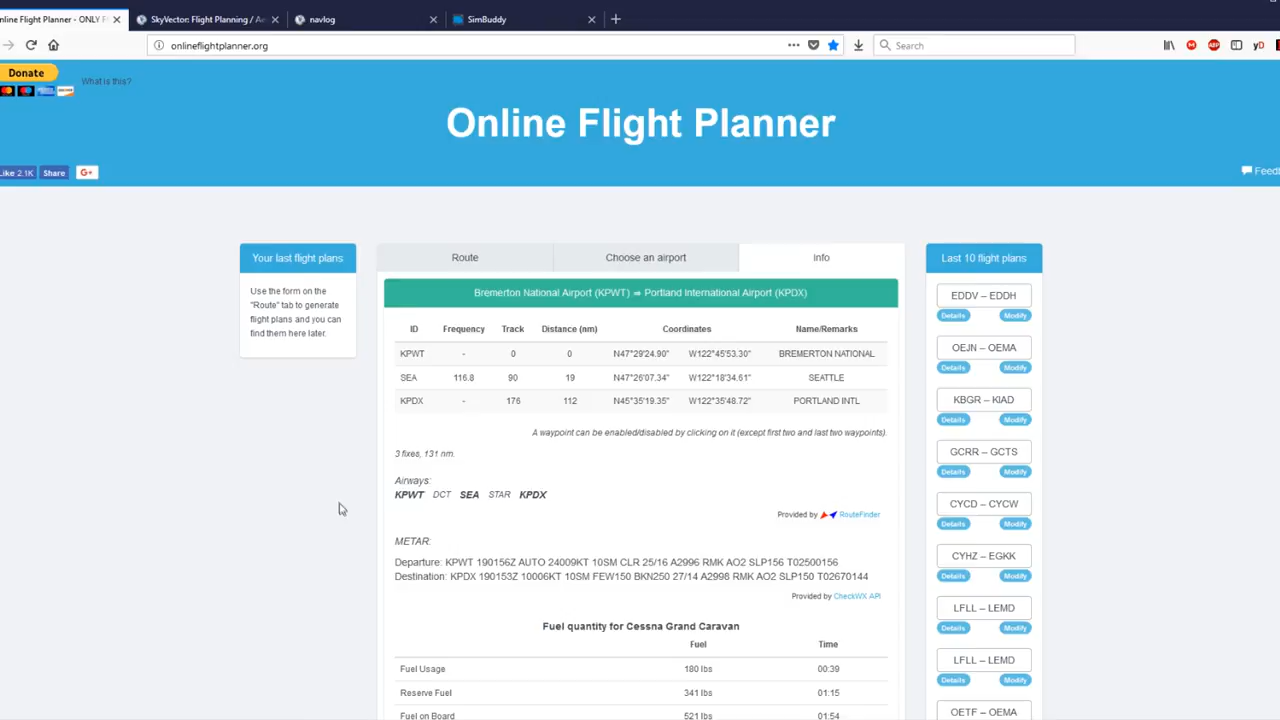 nline Flight Planner - ONLY F
SkyVector: Flight Planning / Ae
navlog
SimBuddy
onlineflightplanner.org
Search
Donate
What is this?
Online Flight Planner
Like 2.1K
Share
G+
Feed
Your last flight plans
Use the form on the
"Route" tab to generate
flight plans and you can
find them here later.
Route
Choose an airport
Info
Bremerton National Airport (KPWT) ⇒ Portland International Airport (KPDX)
ID Frequency Track Distance (nm) Coordinates Name/Remarks
KPWT - 0 0 N47°29'24.90" W122°45'53.30" BREMERTON NATIONAL
SEA 116.8 90 19 N47°26'07.34" W122°18'34.61" SEATTLE
KPDX - 176 112 N45°35'19.35" W122°35'48.72" PORTLAND INTL
A waypoint can be enabled/disabled by clicking on it (except first two and last two waypoints).
3 fixes, 131 nm.
Airways:
KPWT DCT SEA STAR KPDX
Provided by RouteFinder
METAR:
Departure: KPWT 190156Z AUTO 24009KT 10SM CLR 25/16 A2996 RMK AO2 SLP156 T02500156
Destination: KPDX 190153Z 10006KT 10SM FEW150 BKN250 27/14 A2998 RMK AO2 SLP150 T02670144
Provided by CheckWX API
Fuel quantity for Cessna Grand Caravan
Fuel Time
Fuel Usage 180 lbs 00:39
Reserve Fuel 341 lbs 01:15
Fuel on Board 521 lbs 01:54
Last 10 flight plans
EDDV – EDDH
Details Modify
OEJN – OEMA
Details Modify
KBGR – KIAD
Details Modify
GCRR – GCTS
Details Modify
CYCD – CYCW
Details Modify
CYHZ – EGKK
Details Modify
LFLL – LEMD
Details Modify
LFLL – LEMD
Details Modify
OETF – OEMA